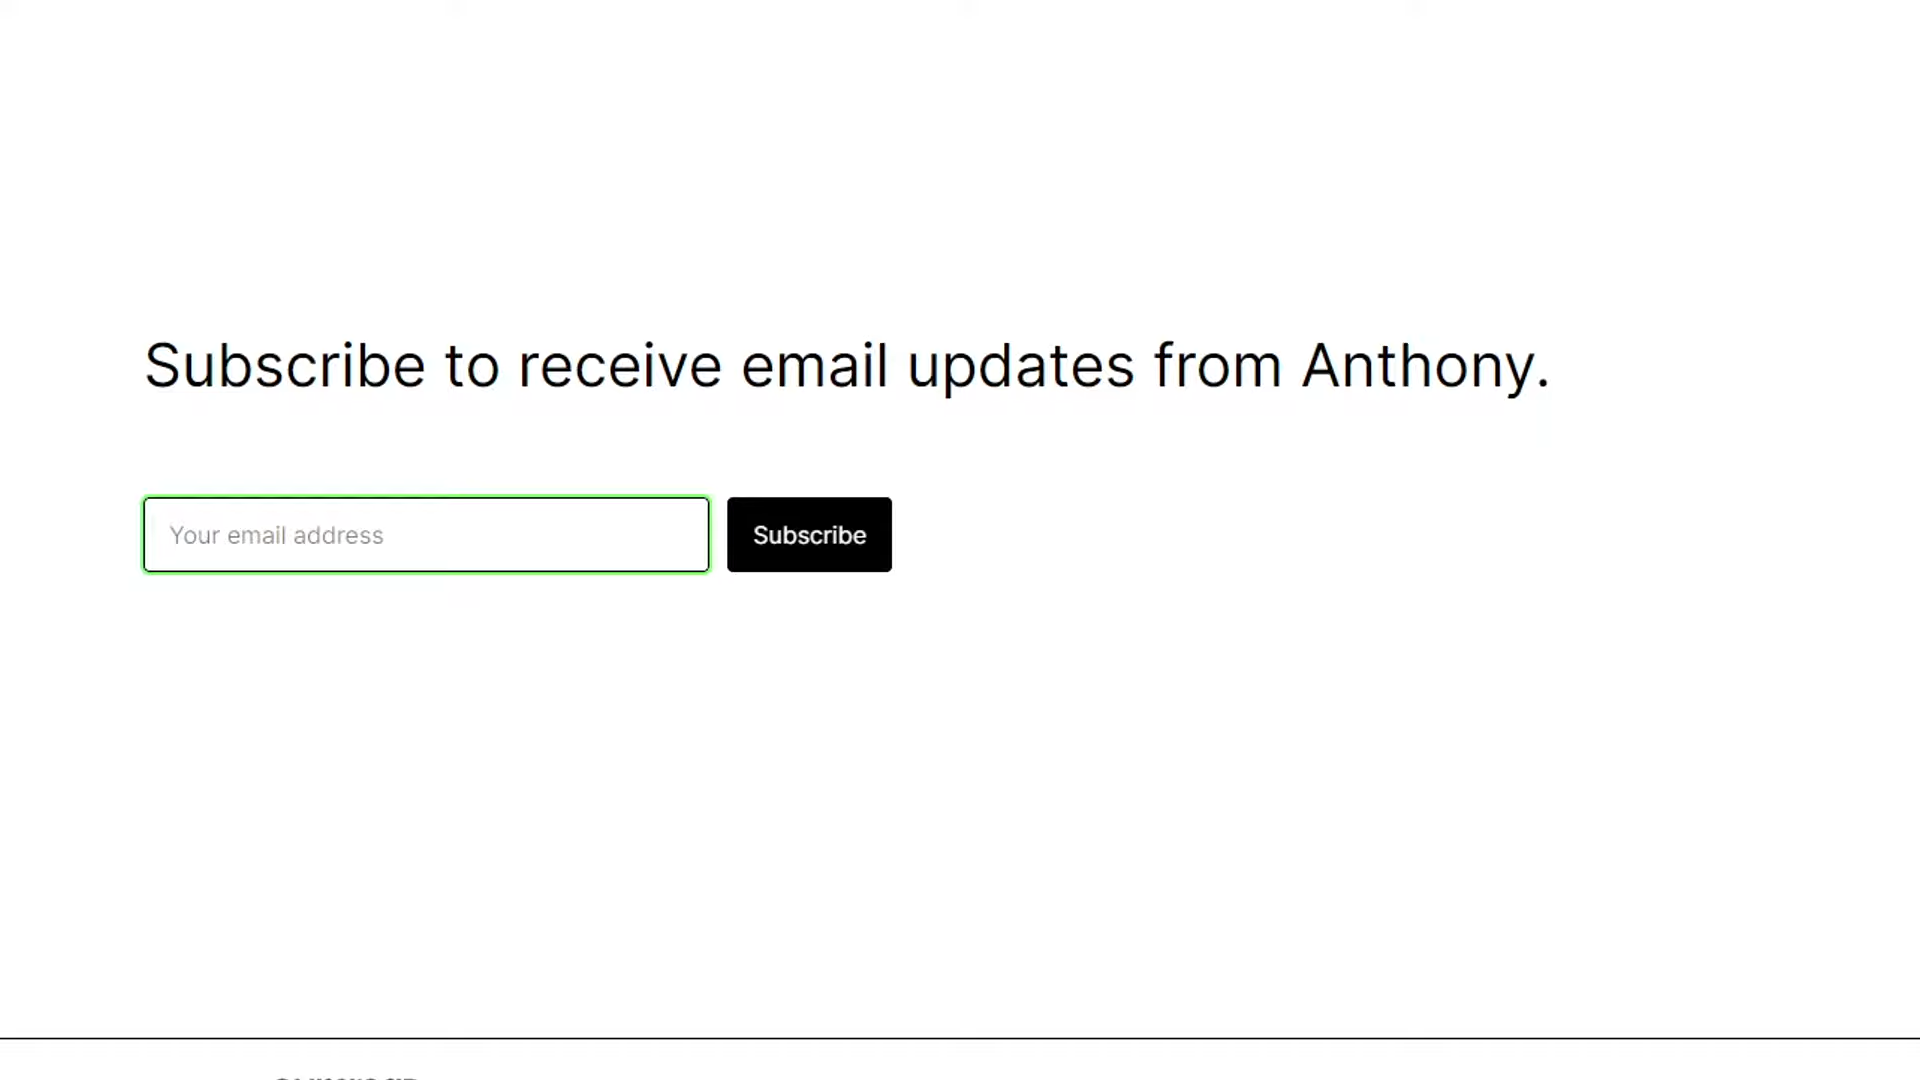 Subscribe to receive email updates from Anthony.
Your email address
Subscribe